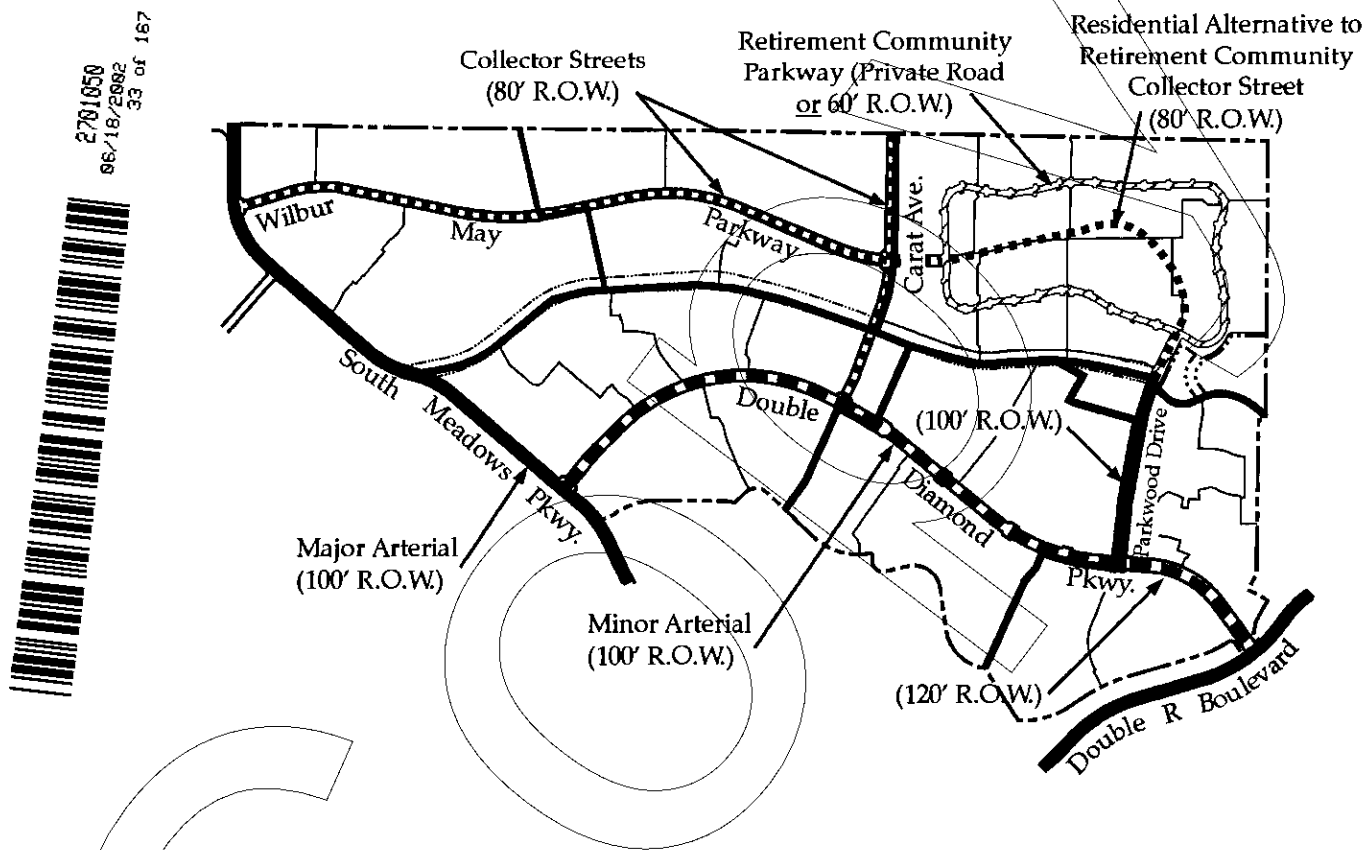 2701050
06/18/2002
33 of 167
Collector Streets
(80' R.O.W.)
Retirement Community
Parkway (Private Road
or 60' R.O.W.)
Residential Alternative to
Retirement Community
Collector Street
(80' R.O.W.)
Wilbur May Parkway
Carat Ave.
South Meadows Pkwy.
Double Diamond Pkwy.
(100' R.O.W.)
Parkwood Drive
Major Arterial
(100' R.O.W.)
Minor Arterial
(100' R.O.W.)
(120' R.O.W.)
Double R Boulevard